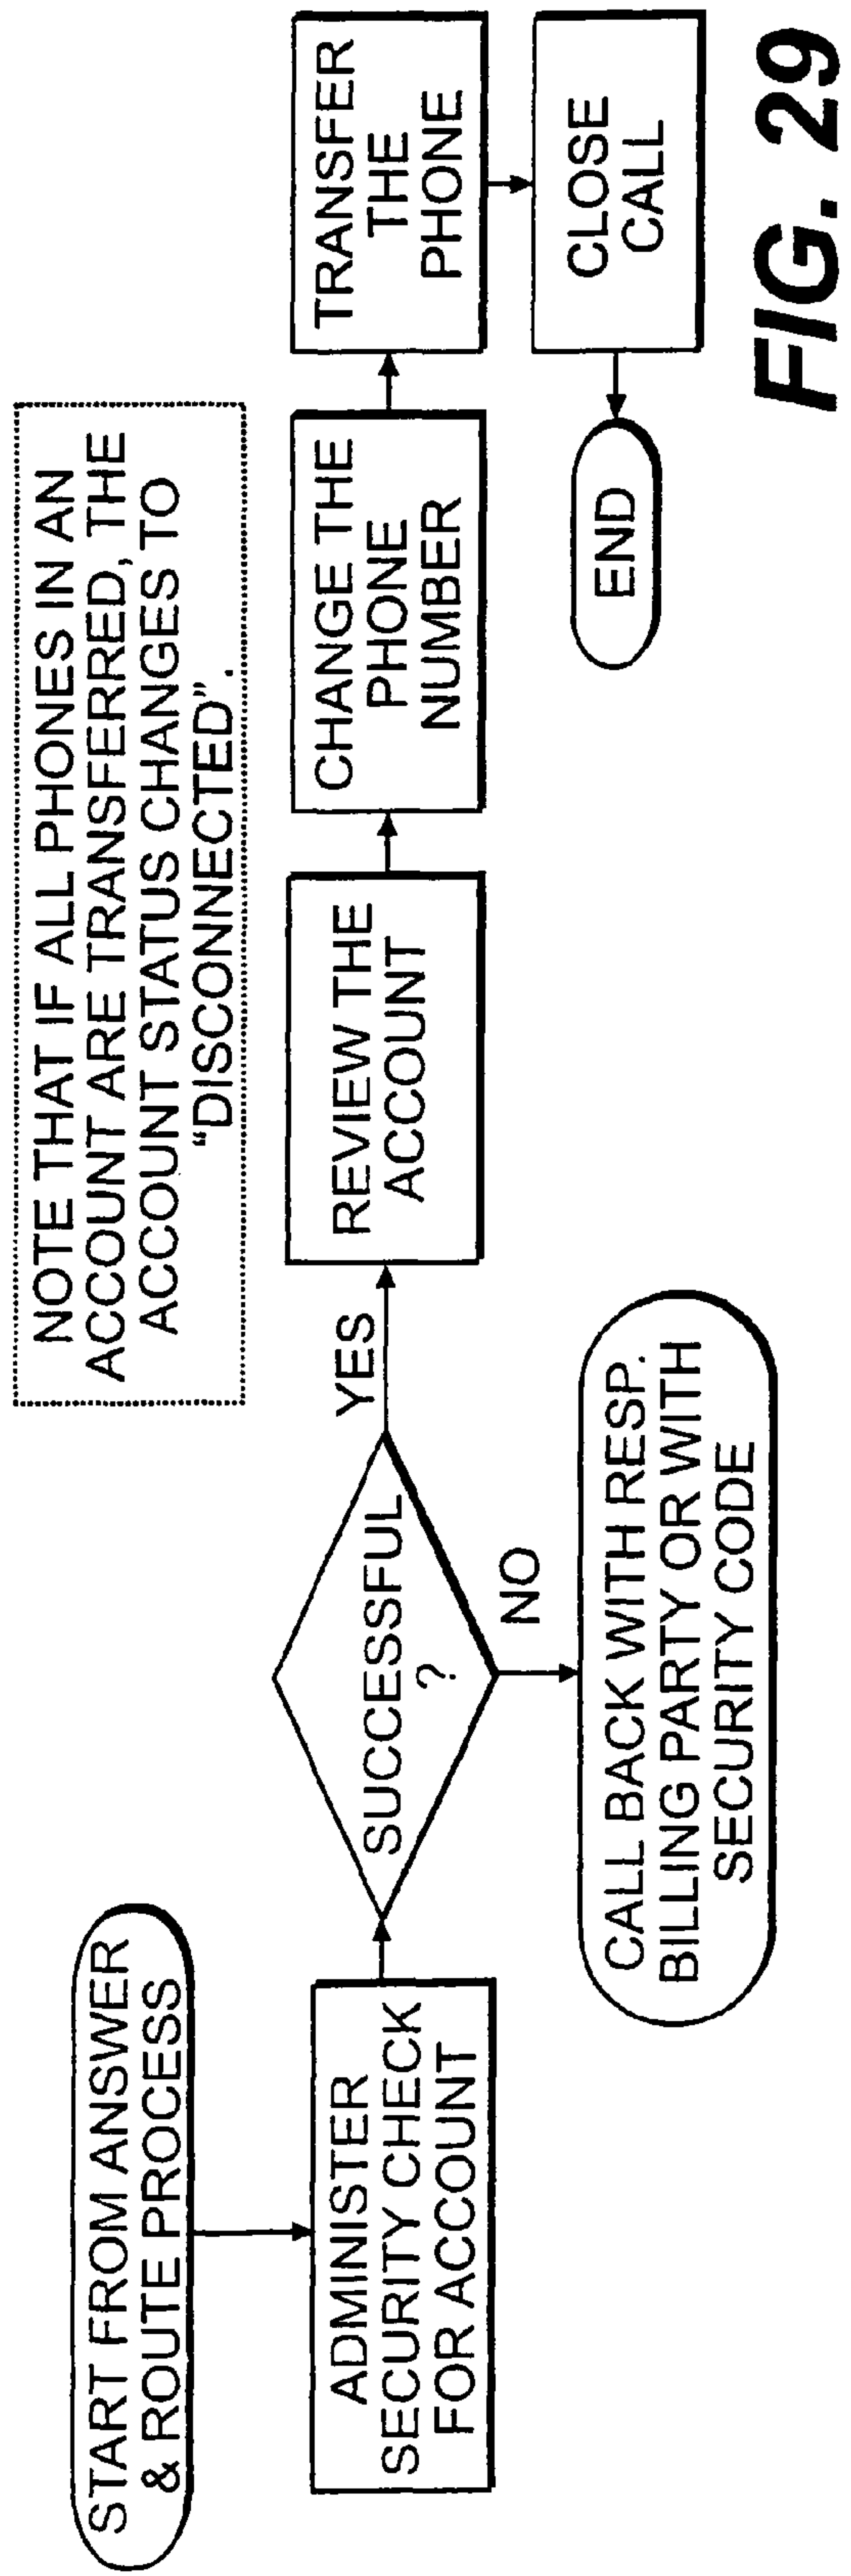 START FROM ANSWER
& ROUTE PROCESS
ADMINISTER
SECURITY CHECK
FOR ACCOUNT
SUCCESSFUL
?
YES
NO
CALL BACK WITH RESP.
BILLING PARTY OR WITH
SECURITY CODE
NOTE THAT IF ALL PHONES IN AN
ACCOUNT ARE TRANSFERRED, THE
ACCOUNT STATUS CHANGES TO
“DISCONNECTED”.
REVIEW THE
ACCOUNT
CHANGE THE
PHONE
NUMBER
TRANSFER
THE
PHONE
CLOSE
CALL
END
FIG. 29